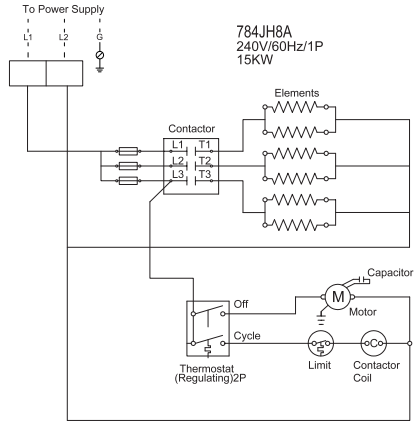 To Power Supply
L1 L2 G
784JH8A
240V/60Hz/1P
15KW
Elements
Contactor
L1 T1
L2 T2
L3 T3
Capacitor
Off
M
Motor
Cycle
C
Thermostat
(Regulating)2P
Limit
Contactor
Coil